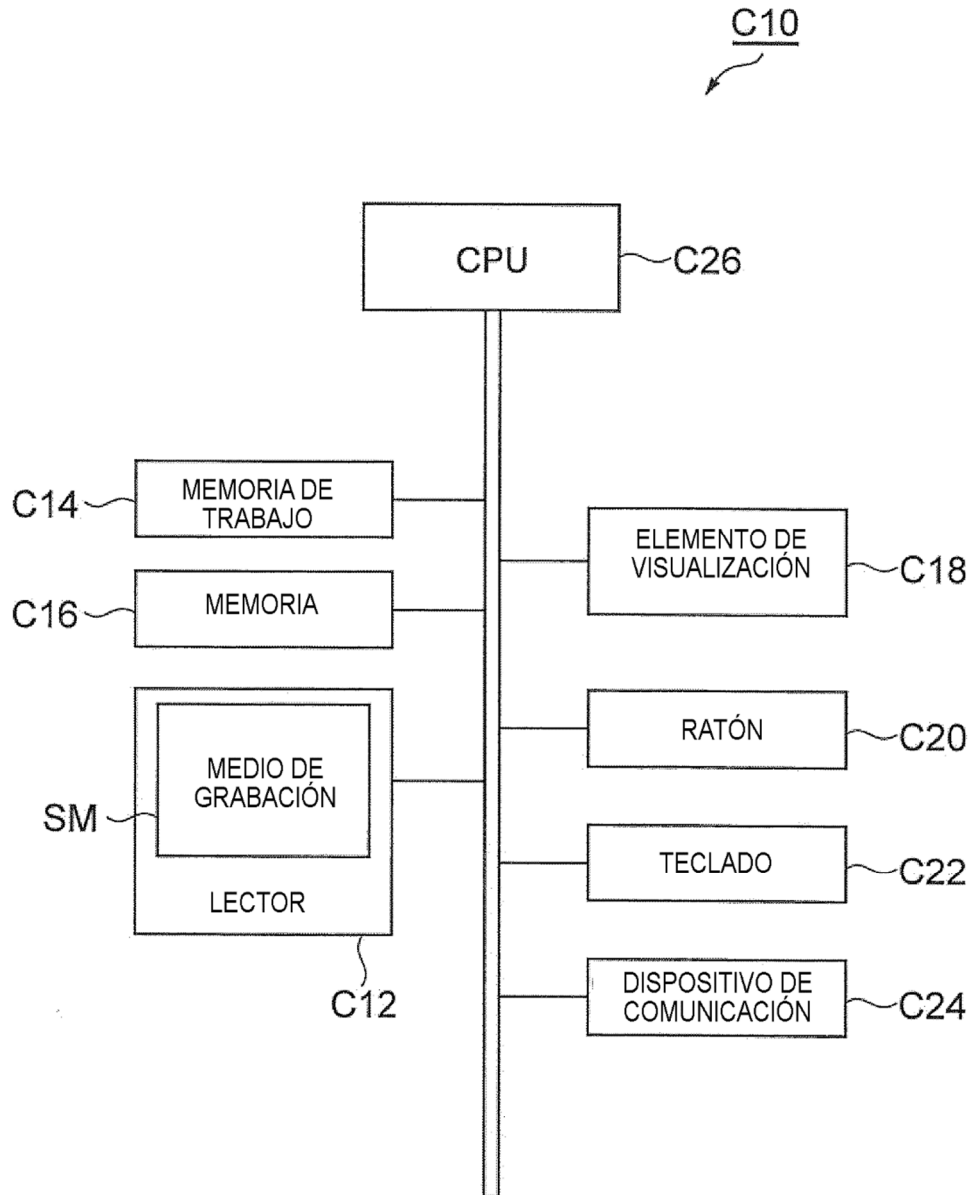 C10
CPU
C26
C14
MEMORIA DE
TRABAJO
C16
MEMORIA
SM
MEDIO DE
GRABACIÓN
LECTOR
C12
ELEMENTO DE
VISUALIZACIÓN
C18
RATÓN
C20
TECLADO
C22
DISPOSITIVO DE
COMUNICACIÓN
C24